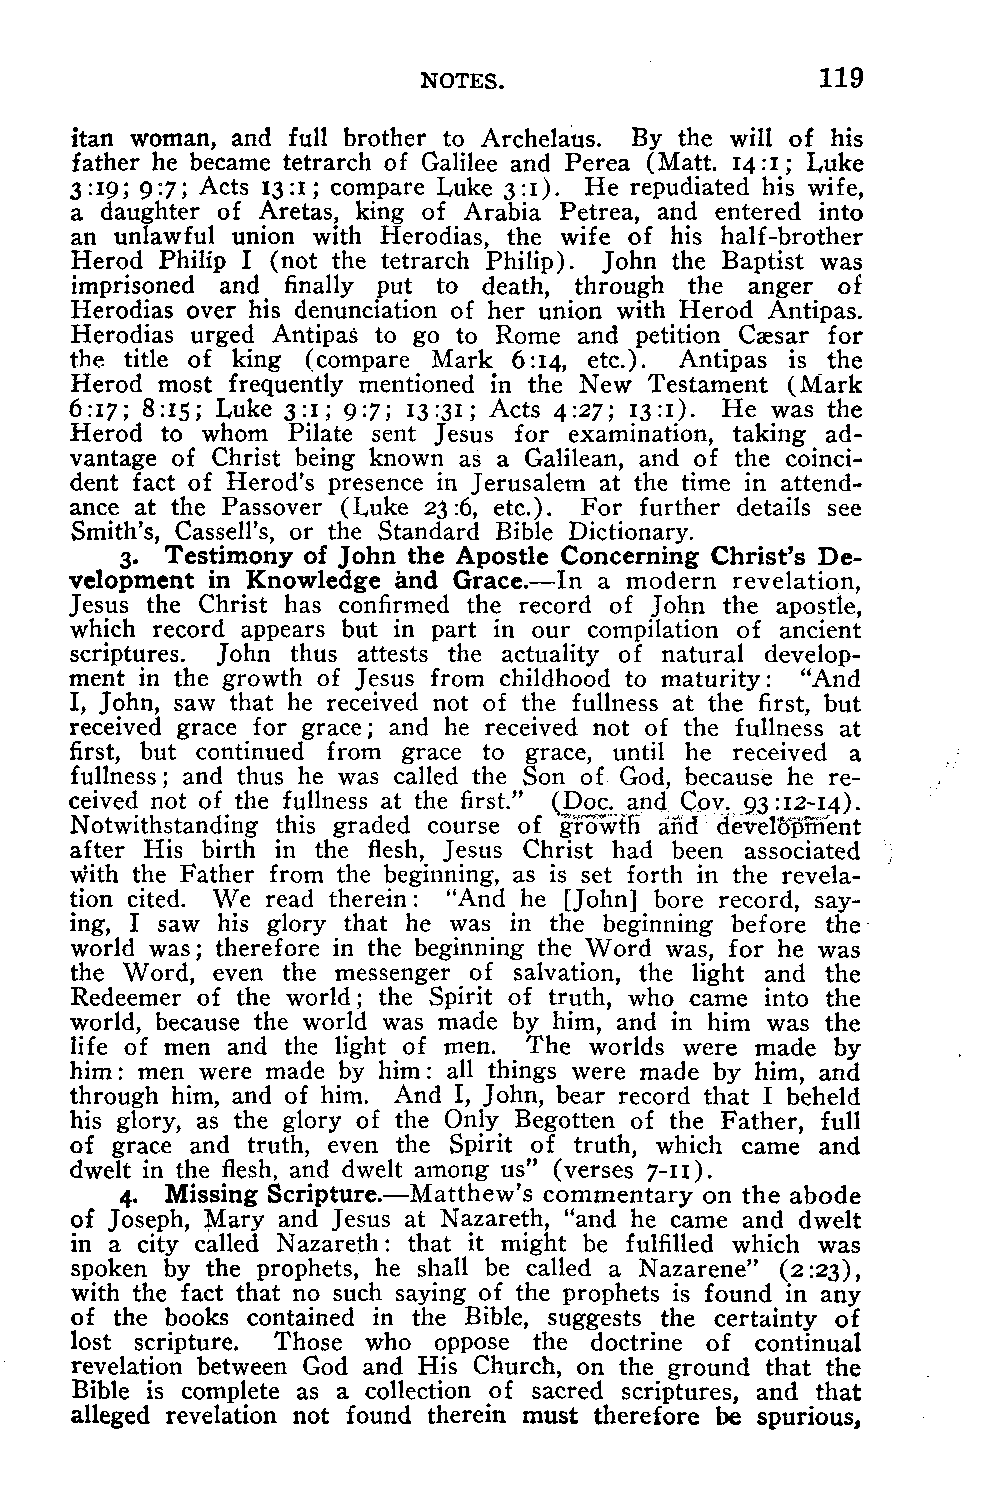 NOTES. 119
itan woman, and full brother to Archelaus. By the will of his
father he became tetrarch of Galilee and Perea (Matt. 14:1; Luke
3:19; 9:7; Acts 13:1; compare Luke 3:1). He repudiated his wife,
a daughter of Aretas, king of Arabia Petrea, and entered into
an unlawful union with Herodias, the wife of his half-brother
Herod Philip I (not the tetrarch Philip). John the Baptist was
imprisoned and finally put to death, through the anger of
Herodias over his denunciation of her union with Herod Antipas.
Herodias urged Antipas to go to Rome and petition Cæsar for
the title of king (compare Mark 6:14, etc.). Antipas is the
Herod most frequently mentioned in the New Testament (Mark
6:17; 8:15; Luke 3:1; 9:7; 13:31; Acts 4:27; 13:1). He was the
Herod to whom Pilate sent Jesus for examination, taking ad-
vantage of Christ being known as a Galilean, and of the coinci-
dent fact of Herod's presence in Jerusalem at the time in attend-
ance at the Passover (Luke 23:6, etc.). For further details see
Smith's, Cassell's, or the Standard Bible Dictionary.
3. Testimony of John the Apostle Concerning Christ's De-
velopment in Knowledge and Grace.—In a modern revelation,
Jesus the Christ has confirmed the record of John the apostle,
which record appears but in part in our compilation of ancient
scriptures. John thus attests the actuality of natural develop-
ment in the growth of Jesus from childhood to maturity: "And
I, John, saw that he received not of the fullness at the first, but
received grace for grace; and he received not of the fullness at
first, but continued from grace to grace, until he received a
fullness; and thus he was called the Son of God, because he re-
ceived not of the fullness at the first." (Doc. and Cov. 93:12-14).
Notwithstanding this graded course of growth and development
after His birth in the flesh, Jesus Christ had been associated
with the Father from the beginning, as is set forth in the revela-
tion cited. We read therein: "And he [John] bore record, say-
ing, I saw his glory that he was in the beginning before the
world was; therefore in the beginning the Word was, for he was
the Word, even the messenger of salvation, the light and the
Redeemer of the world; the Spirit of truth, who came into the
world, because the world was made by him, and in him was the
life of men and the light of men. The worlds were made by
him: men were made by him: all things were made by him, and
through him, and of him. And I, John, bear record that I beheld
his glory, as the glory of the Only Begotten of the Father, full
of grace and truth, even the Spirit of truth, which came and
dwelt in the flesh, and dwelt among us" (verses 7-11).
4. Missing Scripture.—Matthew's commentary on the abode
of Joseph, Mary and Jesus at Nazareth, "and he came and dwelt
in a city called Nazareth: that it might be fulfilled which was
spoken by the prophets, he shall be called a Nazarene" (2:23),
with the fact that no such saying of the prophets is found in any
of the books contained in the Bible, suggests the certainty of
lost scripture. Those who oppose the doctrine of continual
revelation between God and His Church, on the ground that the
Bible is complete as a collection of sacred scriptures, and that
alleged revelation not found therein must therefore be spurious,